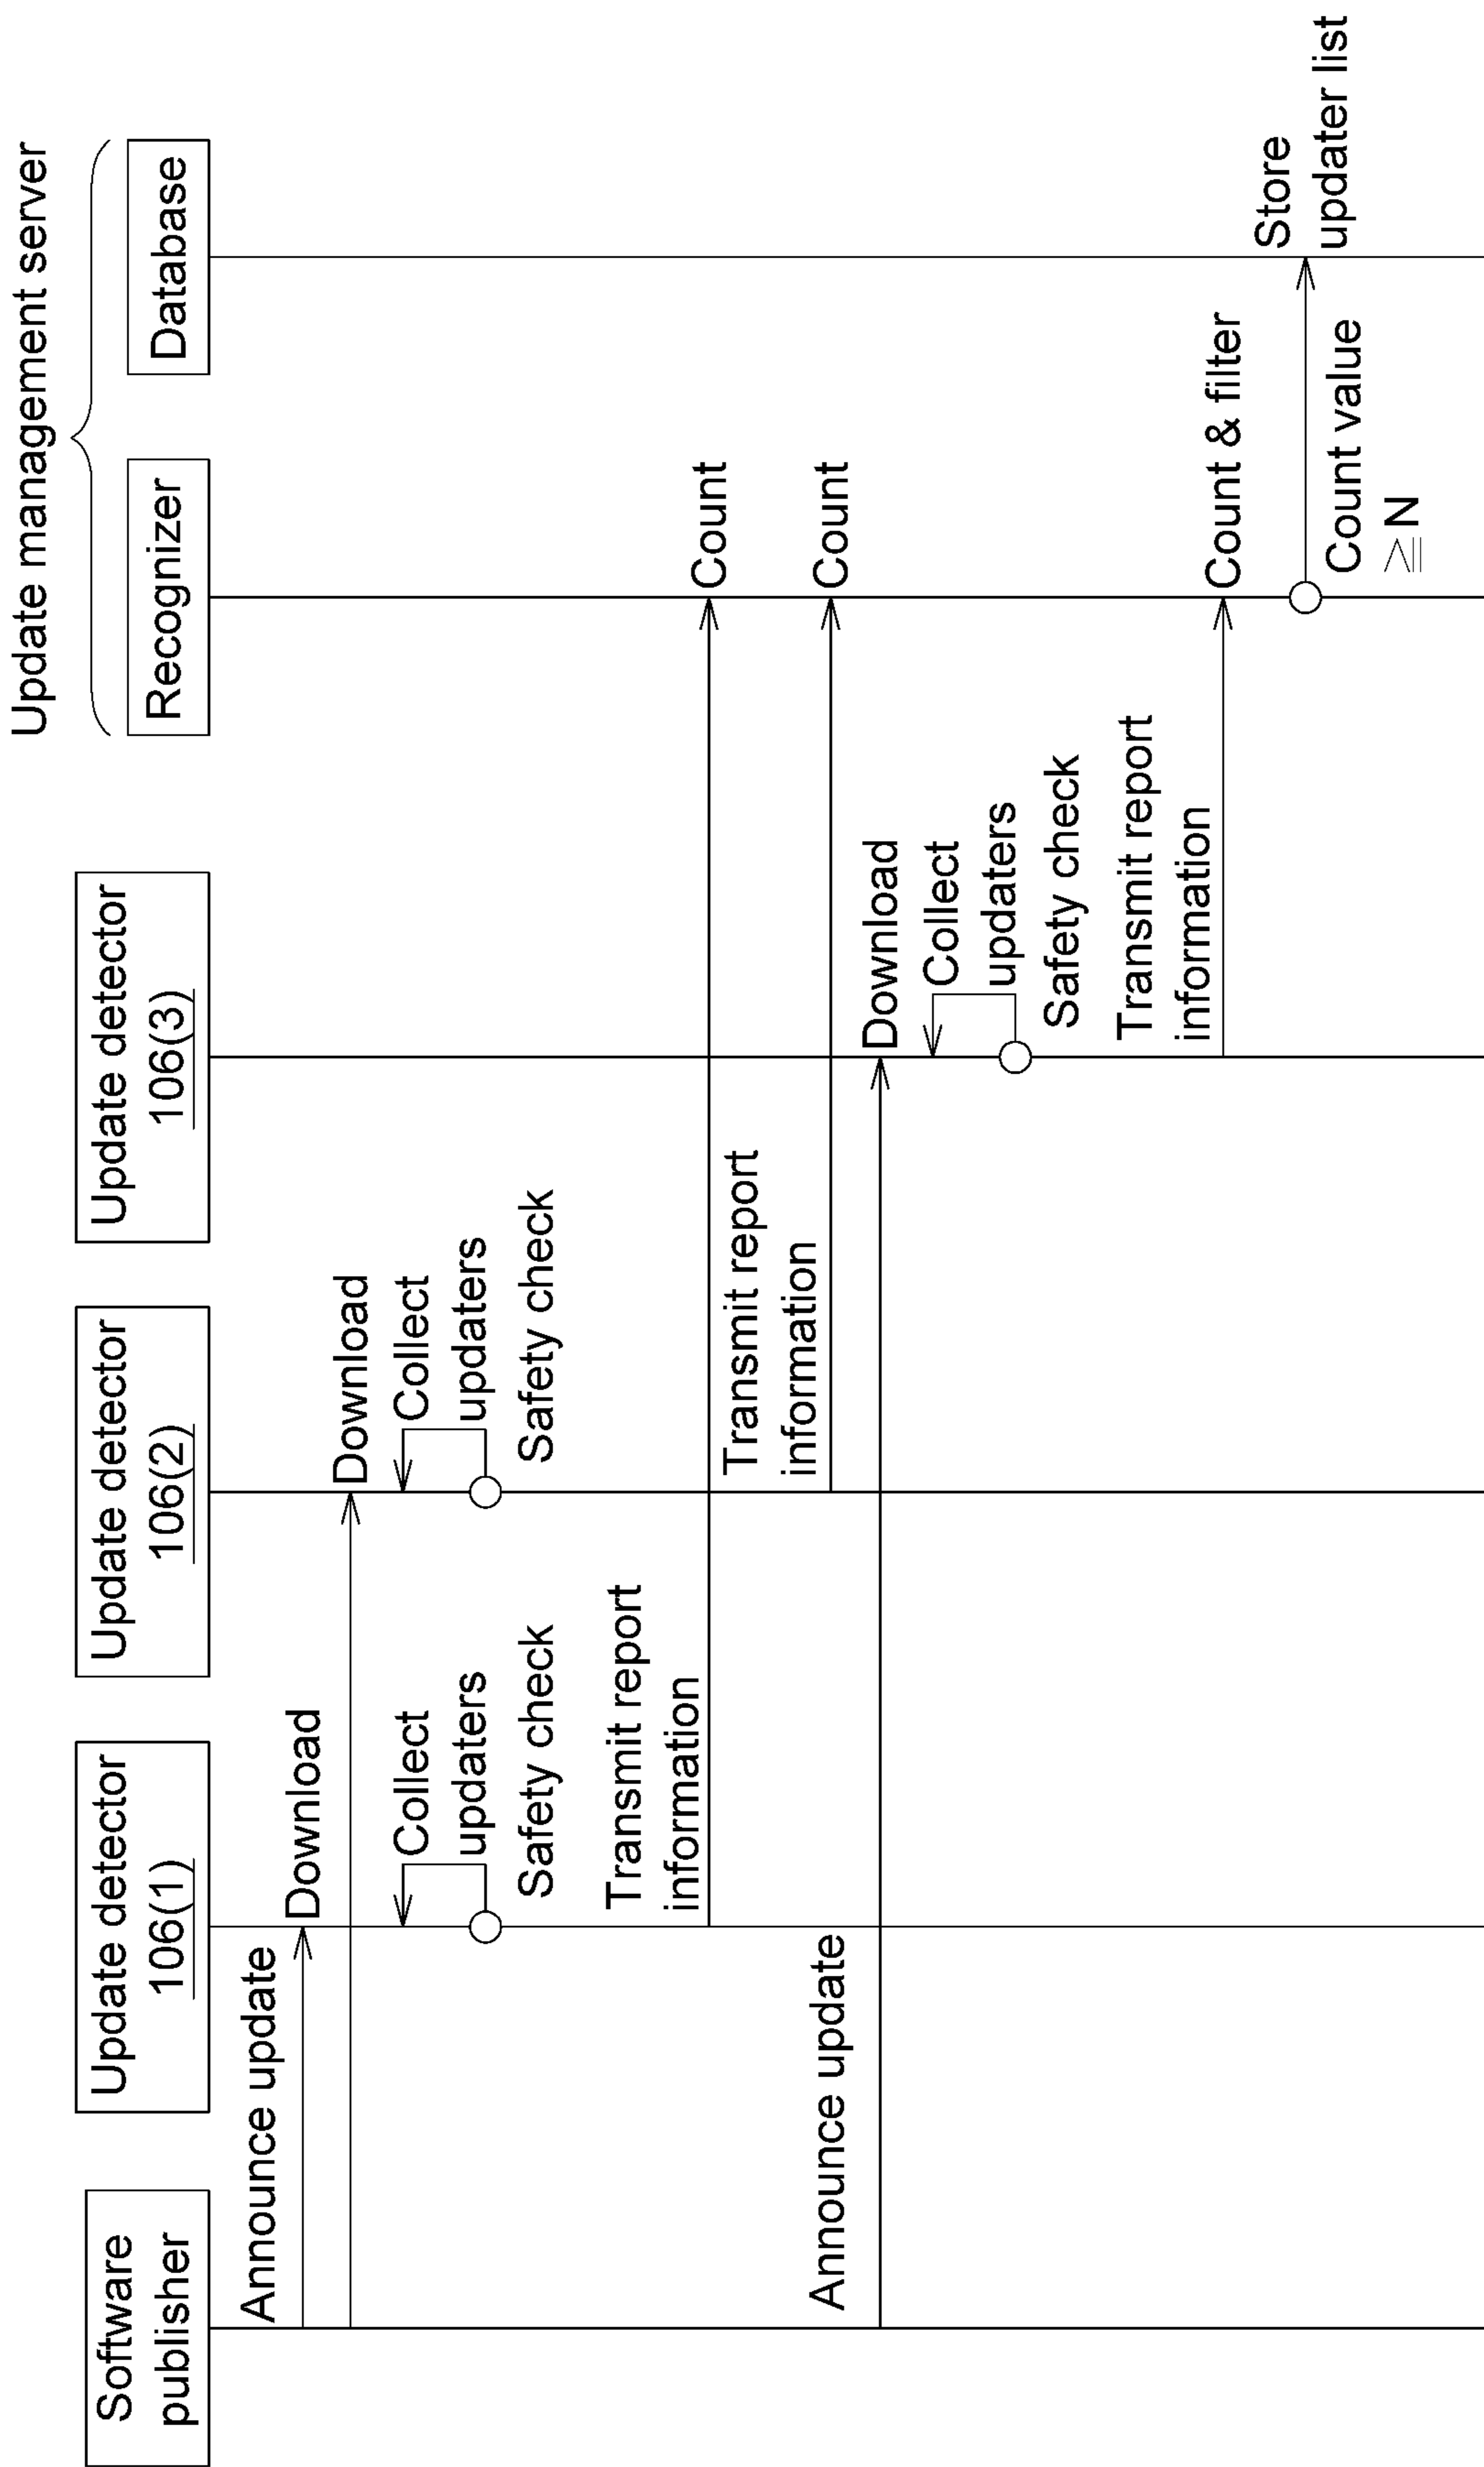 Update management server
Software
publisher
Update detector
106(1)
Update detector
106(2)
Update detector
106(3)
Recognizer
Database
Announce update
Download
Download
Collect
updaters
Safety check
Collect
updaters
Safety check
Transmit report
information
Count
Transmit report
information
Count
Announce update
Download
Collect
updaters
Safety check
Transmit report
information
Count & filter
Store
updater list
Count value
≧N